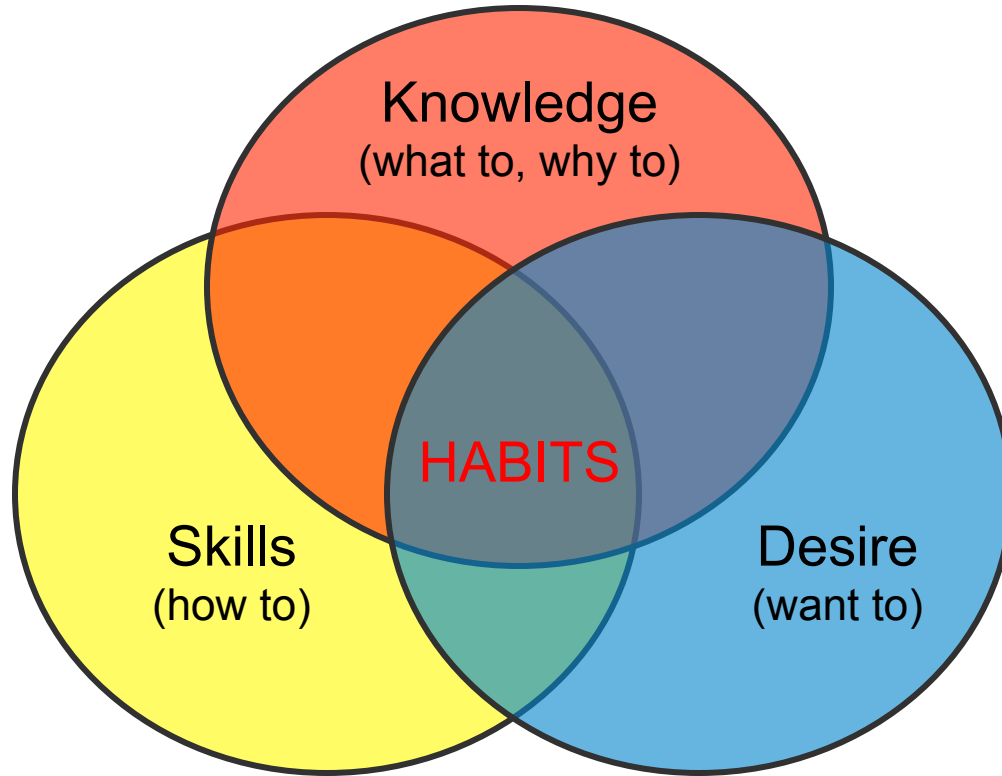 Knowledge
(what to, why to)
HABITS
Skills
(how to)
Desire
(want to)